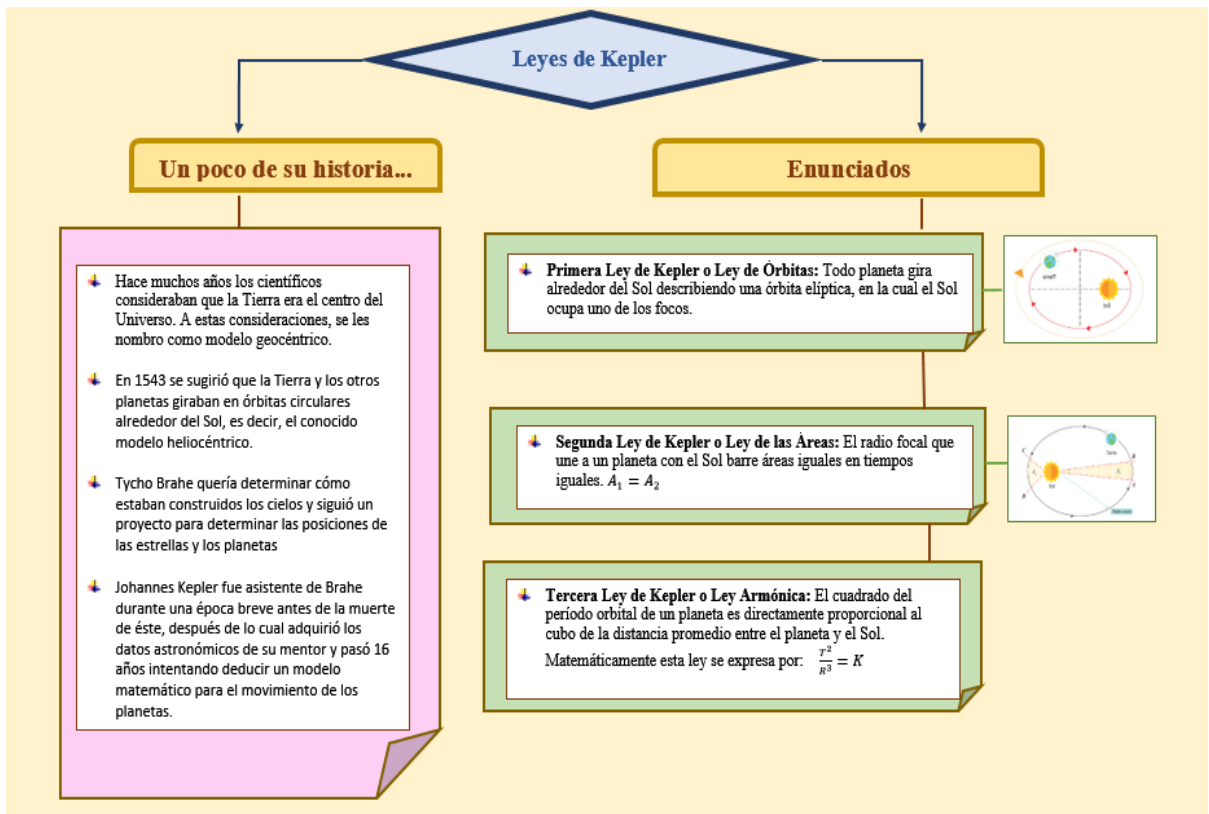 Leyes de Kepler
Un poco de su historia...
Hace muchos años los científicos
consideraban que la Tierra era el centro del
Universo. A estas consideraciones, se les
nombro como modelo geocéntrico.
En 1543 se sugirió que la Tierra y los otros
planetas giraban en órbitas circulares
alrededor del Sol, es decir, el conocido
modelo heliocéntrico.
Tycho Brahe quería determinar cómo
estaban construidos los cielos y siguió un
proyecto para determinar las posiciones de
las estrellas y los planetas
Johannes Kepler fue asistente de Brahe
durante una época breve antes de la muerte
de éste, después de lo cual adquirió los
datos astronómicos de su mentor y pasó 16
años intentando deducir un modelo
matemático para el movimiento de los
planetas.
Enunciados
Primera Ley de Kepler o Ley de Órbitas: Todo planeta gira
alrededor del Sol describiendo una órbita elíptica, en la cual el Sol
ocupa uno de los focos.
Segunda Ley de Kepler o Ley de las Áreas: El radio focal que
une a un planeta con el Sol barre áreas iguales en tiempos
iguales. A₁ = A₂
Tercera Ley de Kepler o Ley Armónica: El cuadrado del
período orbital de un planeta es directamente proporcional al
cubo de la distancia promedio entre el planeta y el Sol.
Matemáticamente esta ley se expresa por: T²/R³ = K